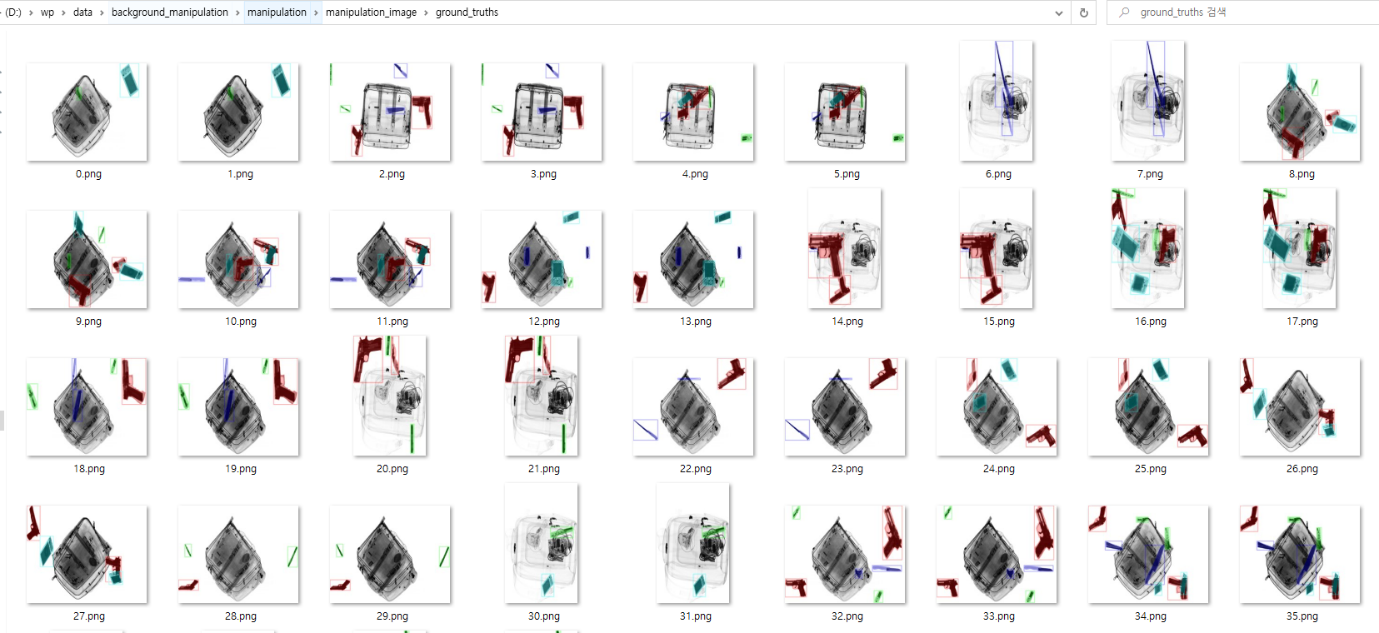 (D:) › wp › data › background_manipulation › manipulation › manipulation_image › ground_truths
ground_truths 검색
0.png 1.png 2.png 3.png 4.png 5.png 6.png 7.png 8.png
9.png 10.png 11.png 12.png 13.png 14.png 15.png 16.png 17.png
18.png 19.png 20.png 21.png 22.png 23.png 24.png 25.png 26.png
27.png 28.png 29.png 30.png 31.png 32.png 33.png 34.png 35.png